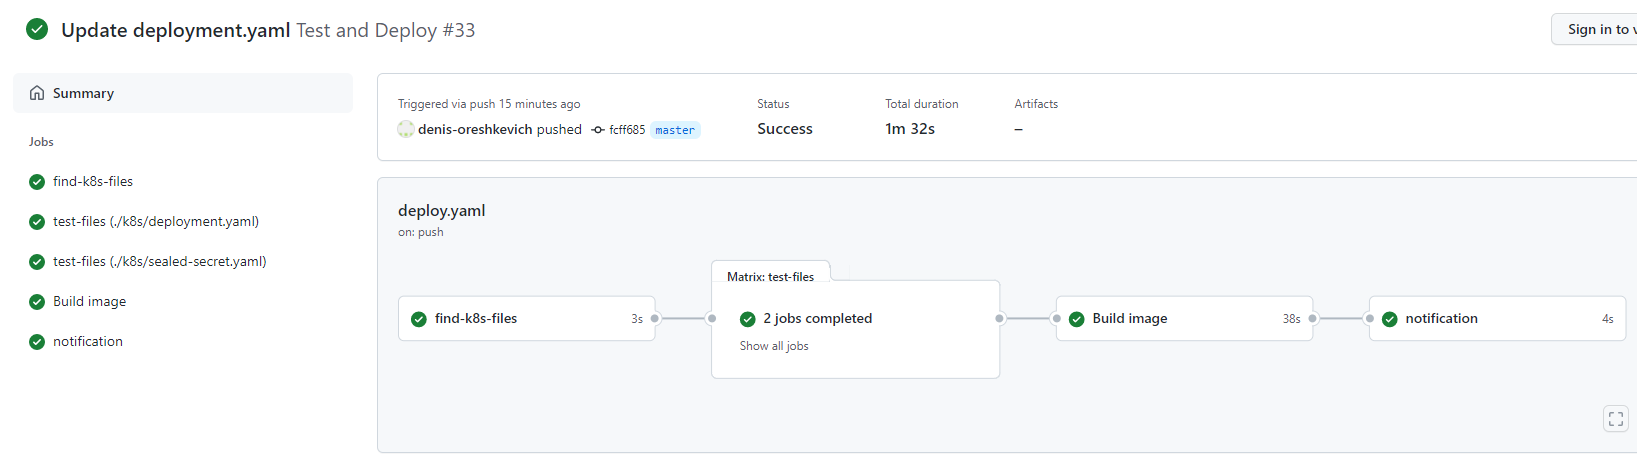 Update deployment.yaml Test and Deploy #33
Sign in to
Summary
Jobs
find-k8s-files
test-files (./k8s/deployment.yaml)
test-files (./k8s/sealed-secret.yaml)
Build image
notification
Triggered via push 15 minutes ago
denis-oreshkevich pushed fcff685 master
Status
Success
Total duration
1m 32s
Artifacts
–
deploy.yaml
on: push
find-k8s-files 3s
Matrix: test-files
2 jobs completed
Show all jobs
Build image 38s
notification 4s